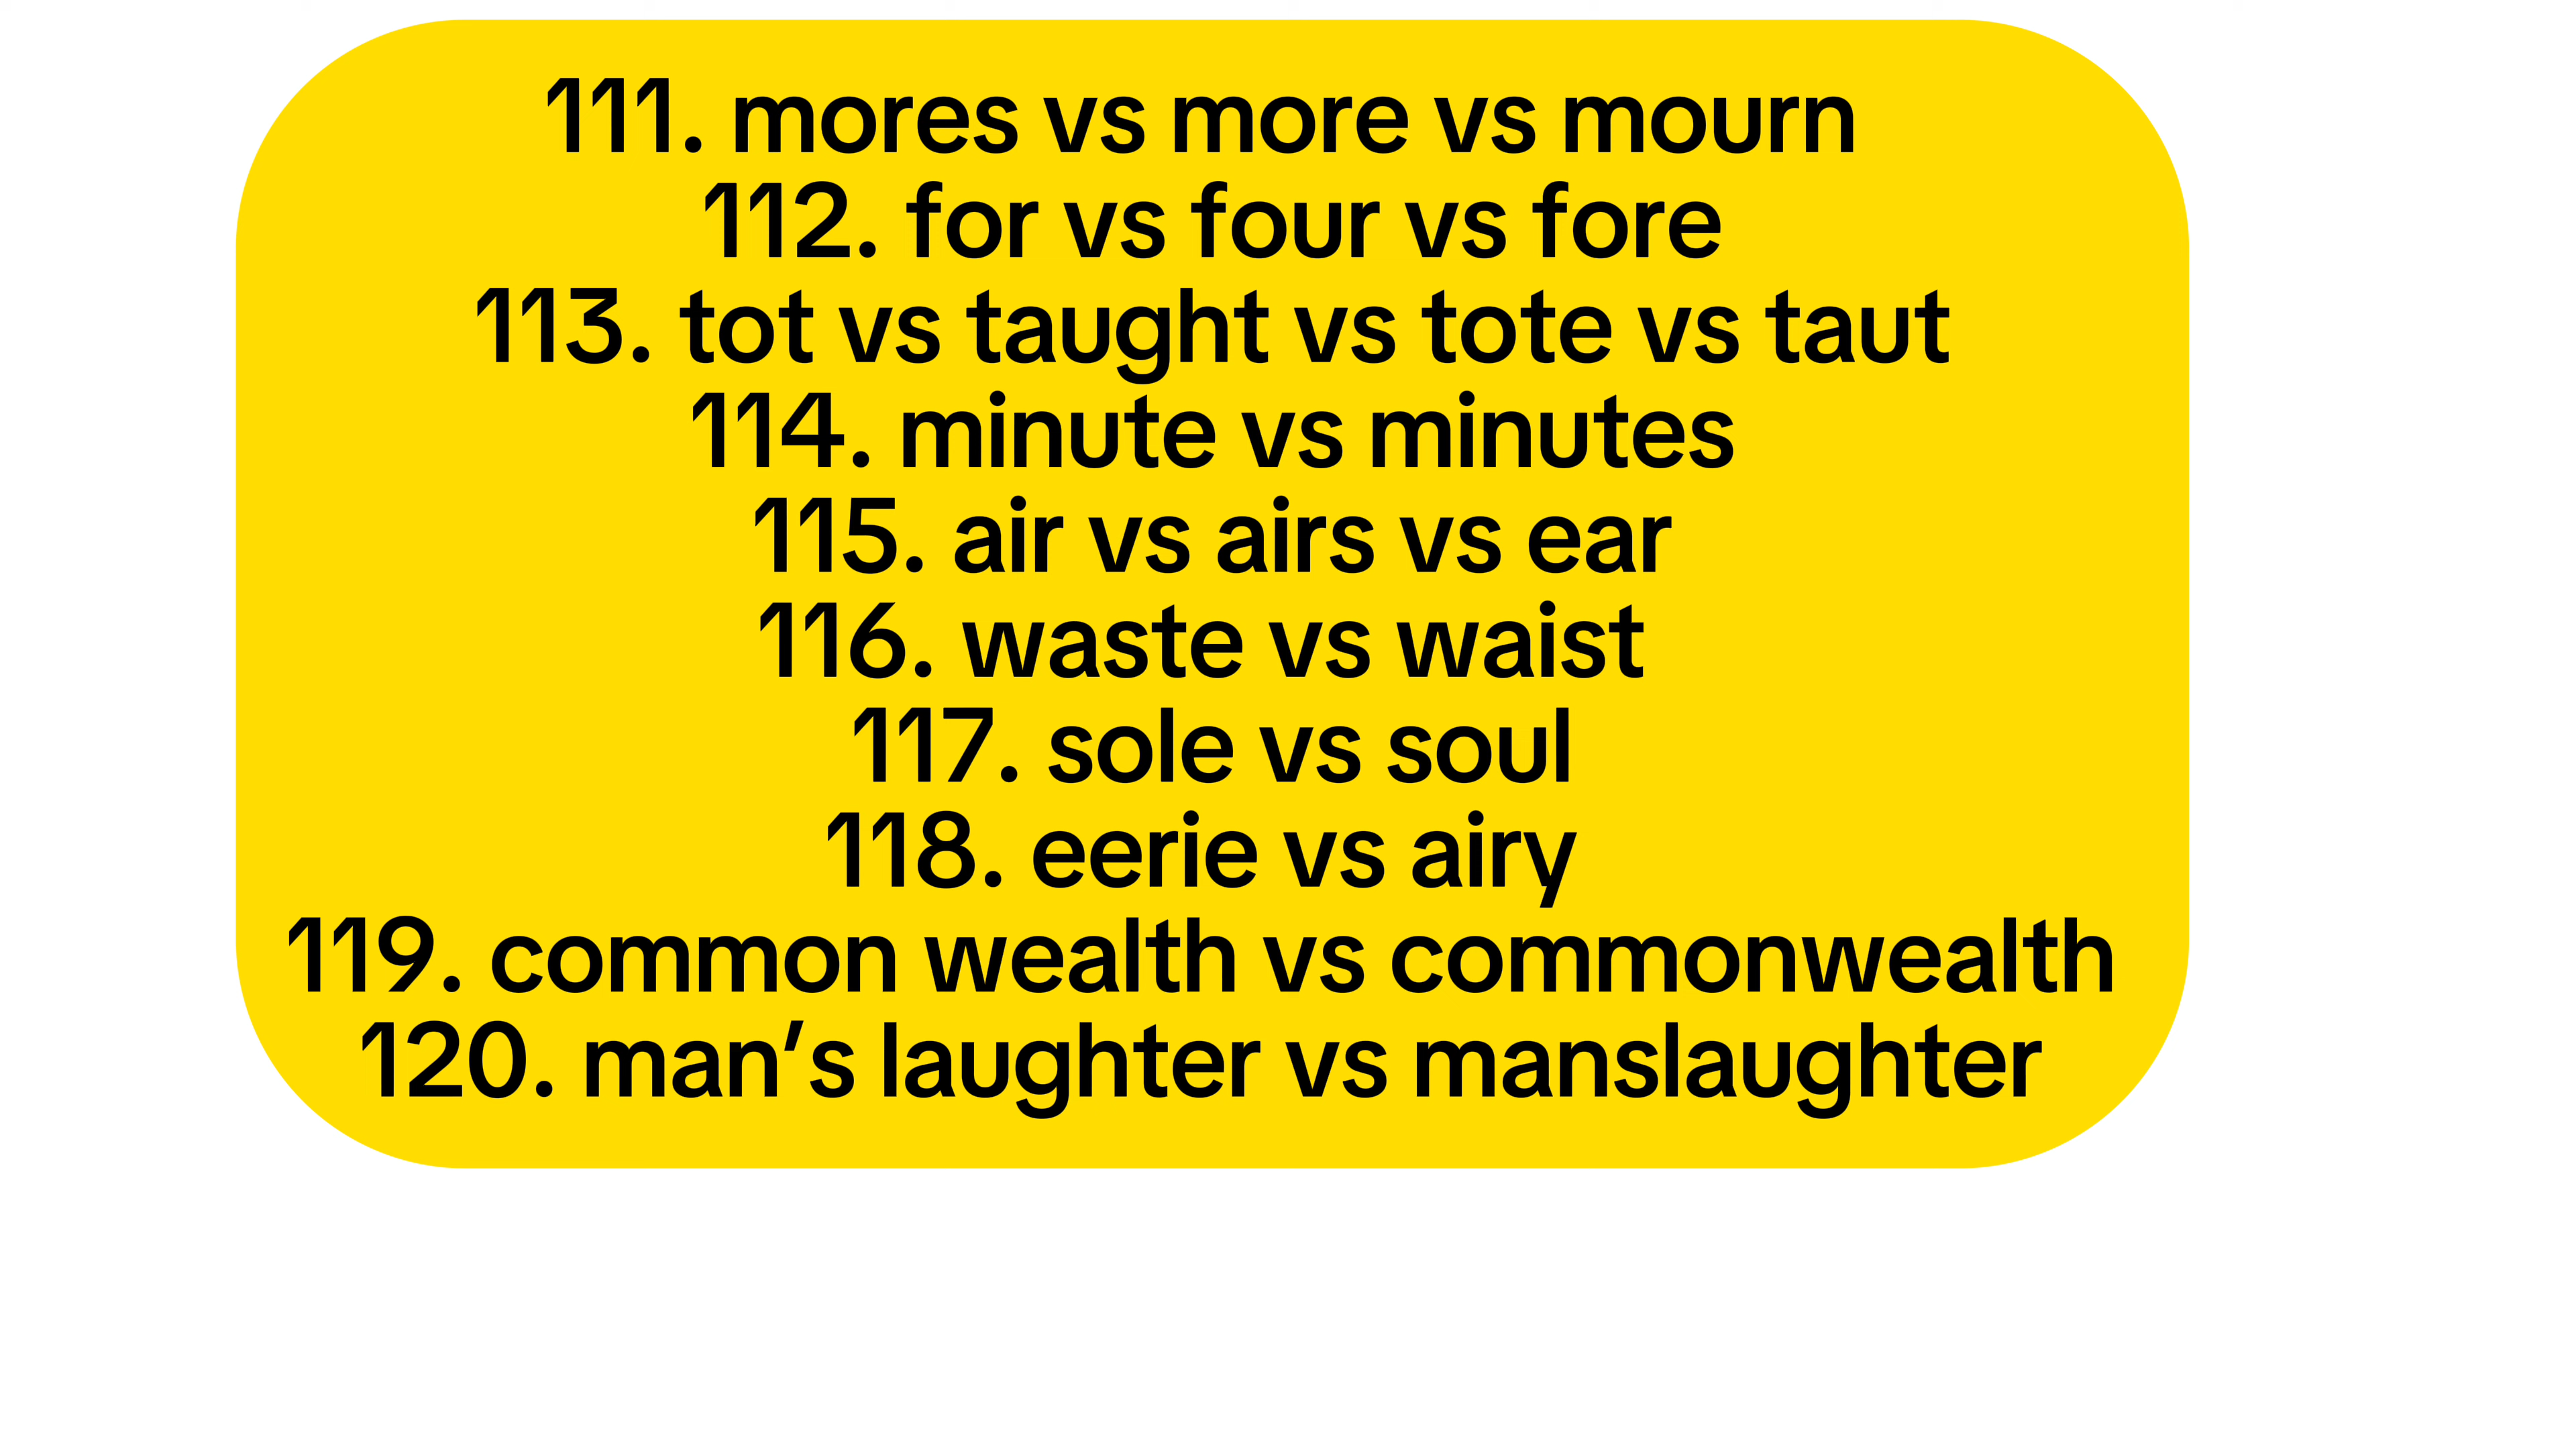 111. mores vs more vs mourn
112. for vs four vs fore
113. tot vs taught vs tote vs taut
114. minute vs minutes
115. air vs airs vs ear
116. waste vs waist
117. sole vs soul
118. eerie vs airy
119. common wealth vs commonwealth
120. man’s laughter vs manslaughter